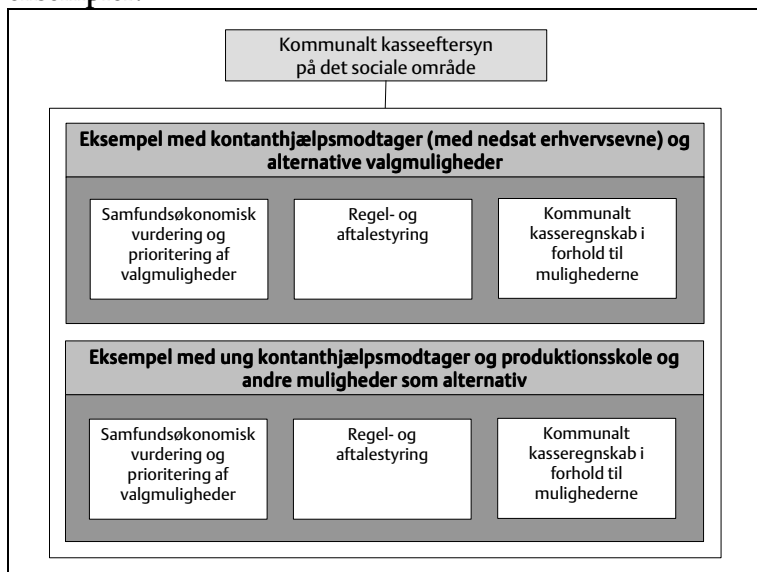 Kommunalt kasseeftersyn
på det sociale område
Eksempel med kontanthjælpsmodtager (med nedsat erhvervsevne) og
alternative valgmuligheder
Samfundsøkonomisk
vurdering og
prioritering af
valgmuligheder
Regel- og
aftalestyring
Kommunalt
kasseregnskab i
forhold til
mulighederne
Eksempel med ung kontanthjælpsmodtager og produktionsskole og
andre muligheder som alternativ
Samfundsøkonomisk
vurdering og
prioritering af
valgmuligheder
Regel- og
aftalestyring
Kommunalt
kasseregnskab i
forhold til
mulighederne